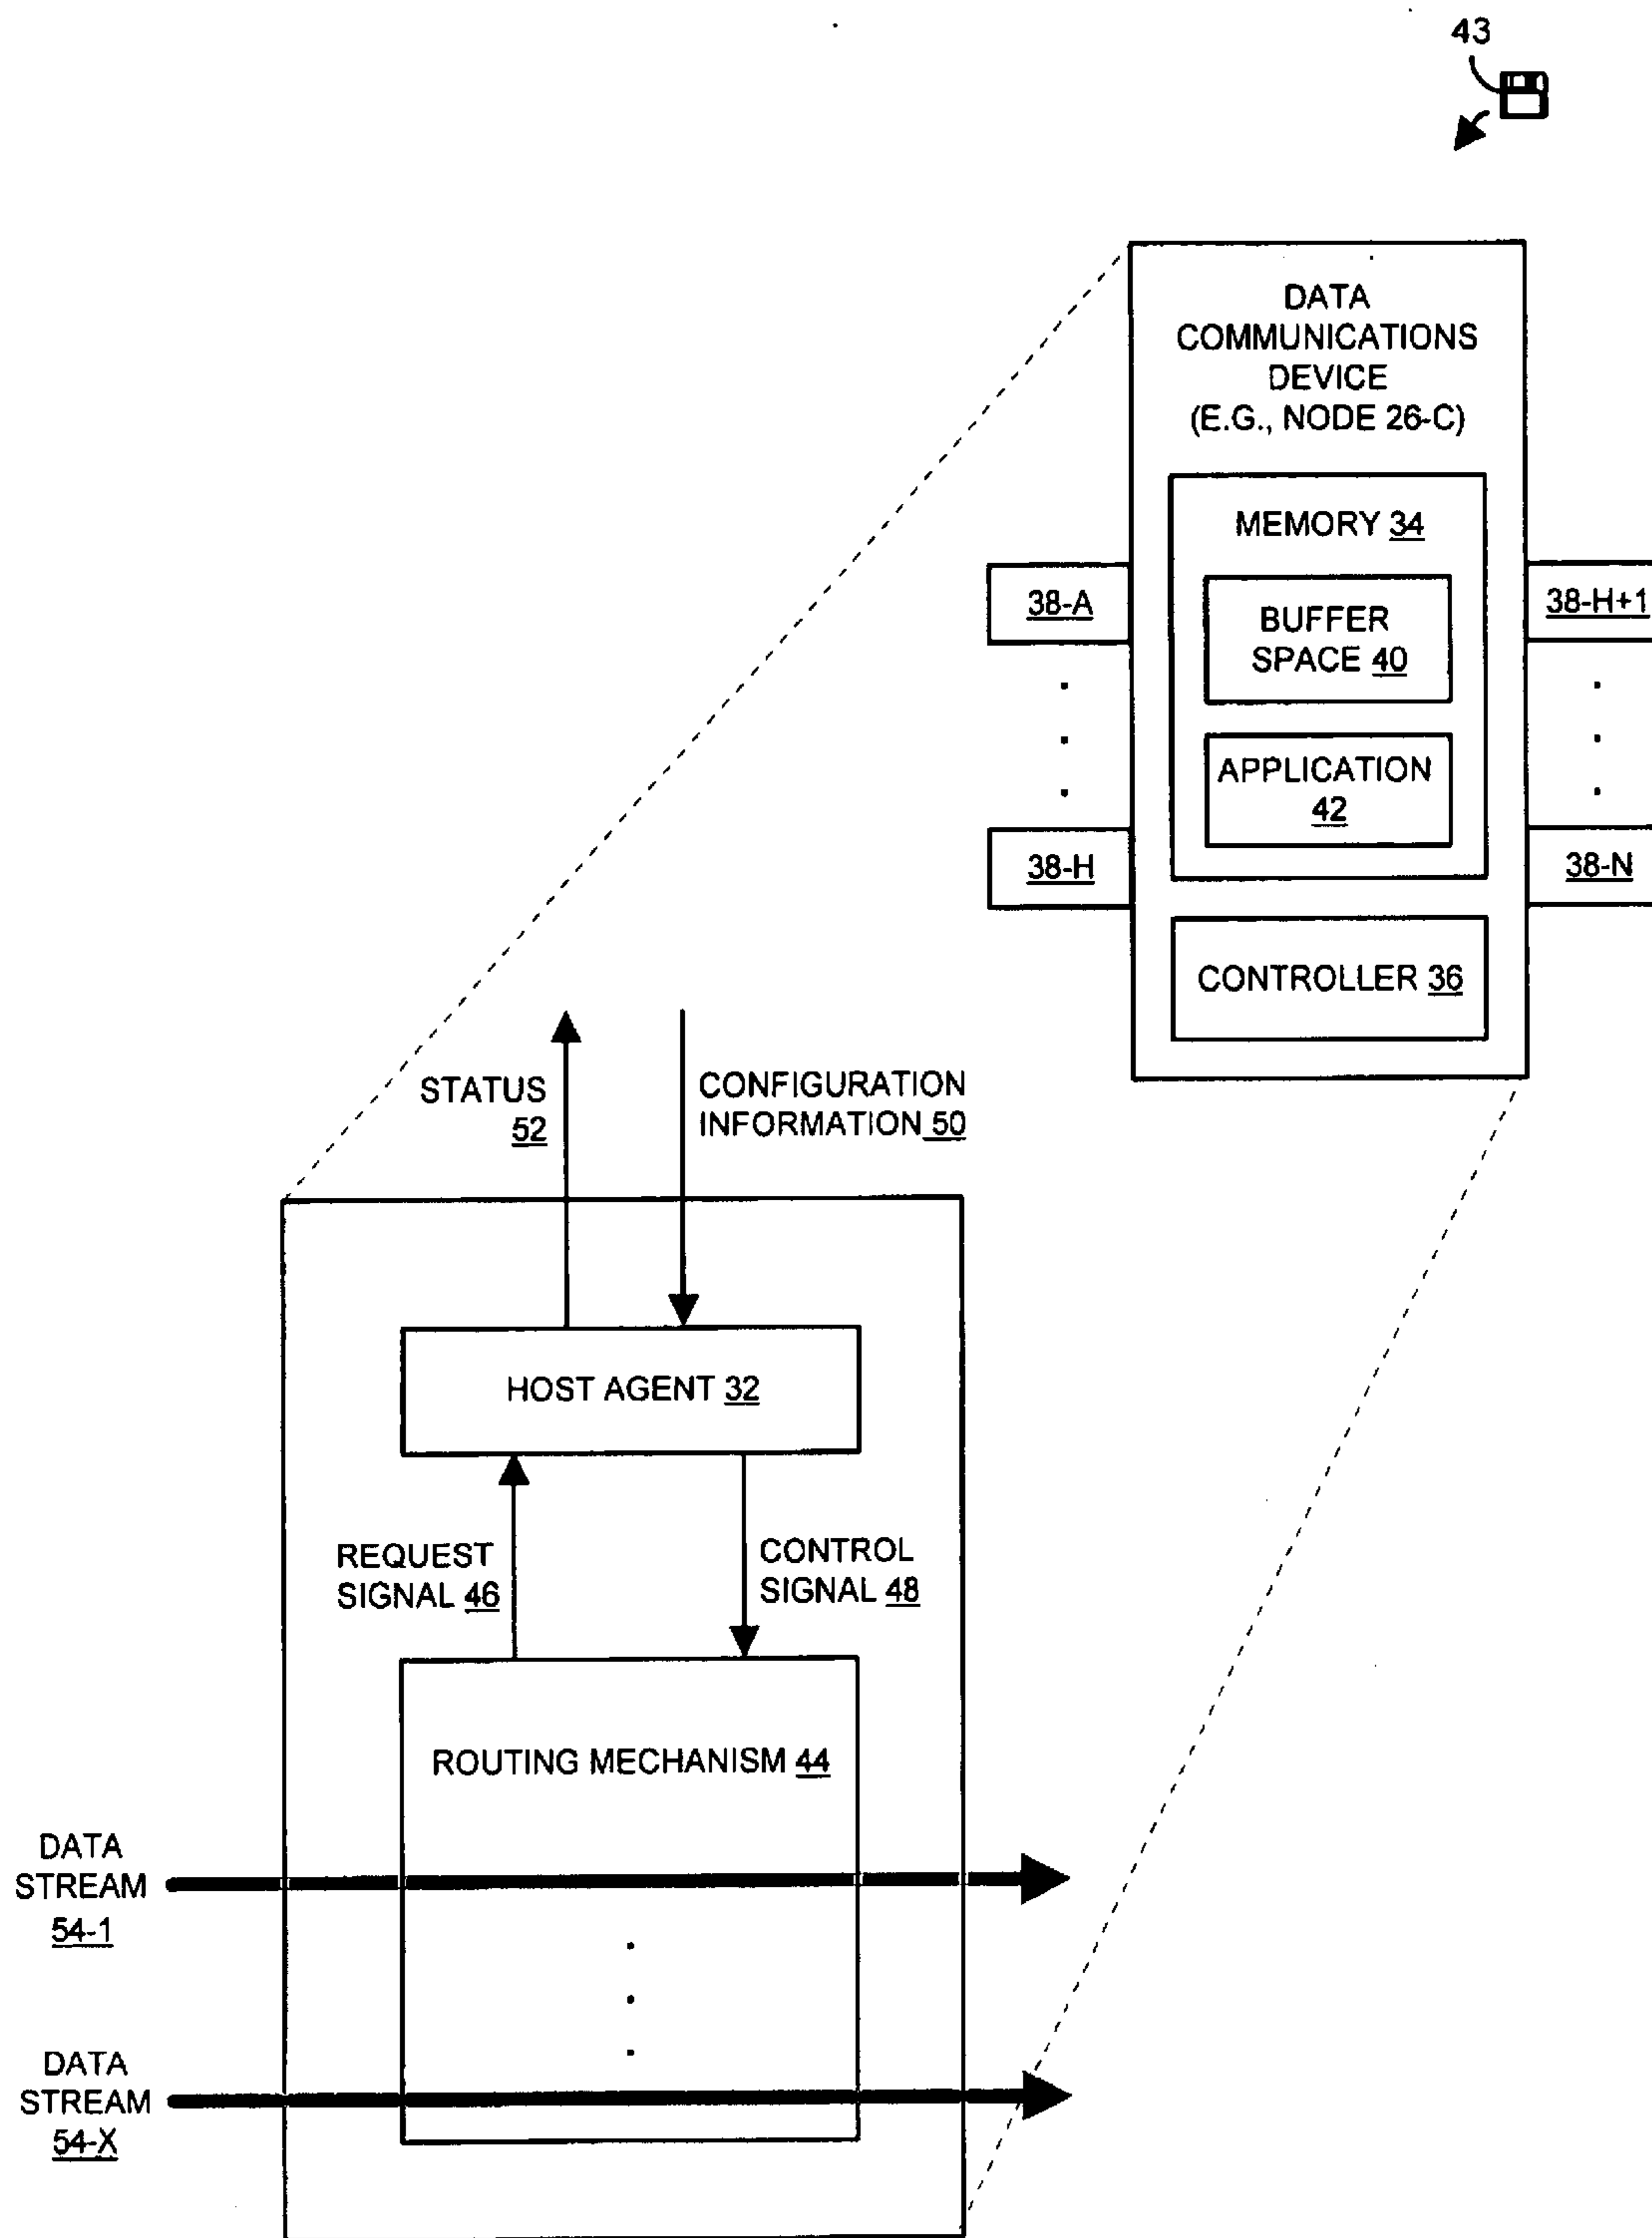 43
DATA
COMMUNICATIONS
DEVICE
(E.G., NODE 26-C)
MEMORY 34
BUFFER
SPACE 40
APPLICATION
42
38-A
38-H
38-H+1
38-N
CONTROLLER 36
STATUS
52
CONFIGURATION
INFORMATION 50
HOST AGENT 32
REQUEST
SIGNAL 46
CONTROL
SIGNAL 48
ROUTING MECHANISM 44
DATA
STREAM
54-1
DATA
STREAM
54-X